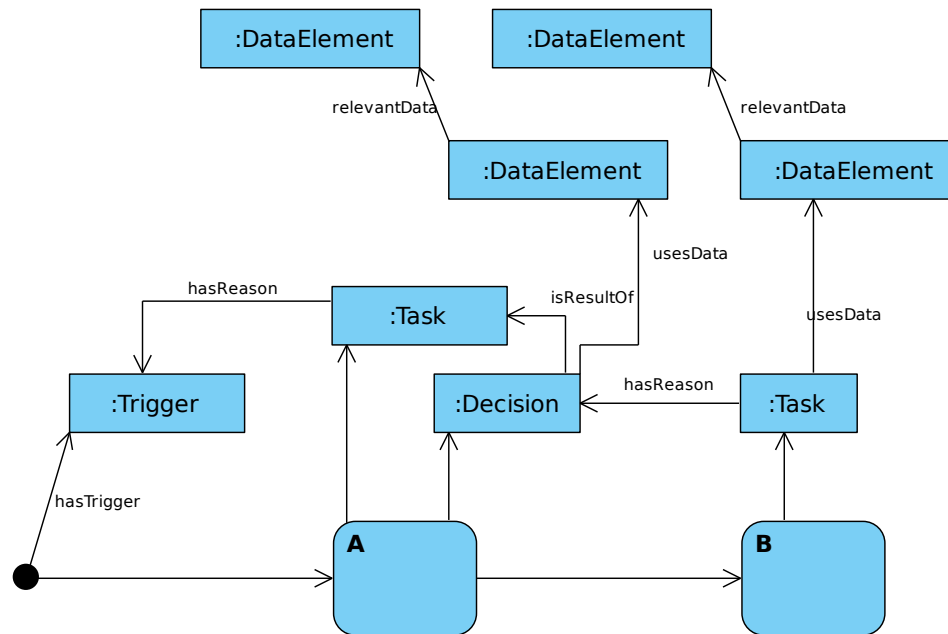 :DataElement
:DataElement
relevantData
relevantData
:DataElement
:DataElement
usesData
hasReason
isResultOf
:Task
usesData
hasReason
:Trigger
:Decision
:Task
hasTrigger
A
B